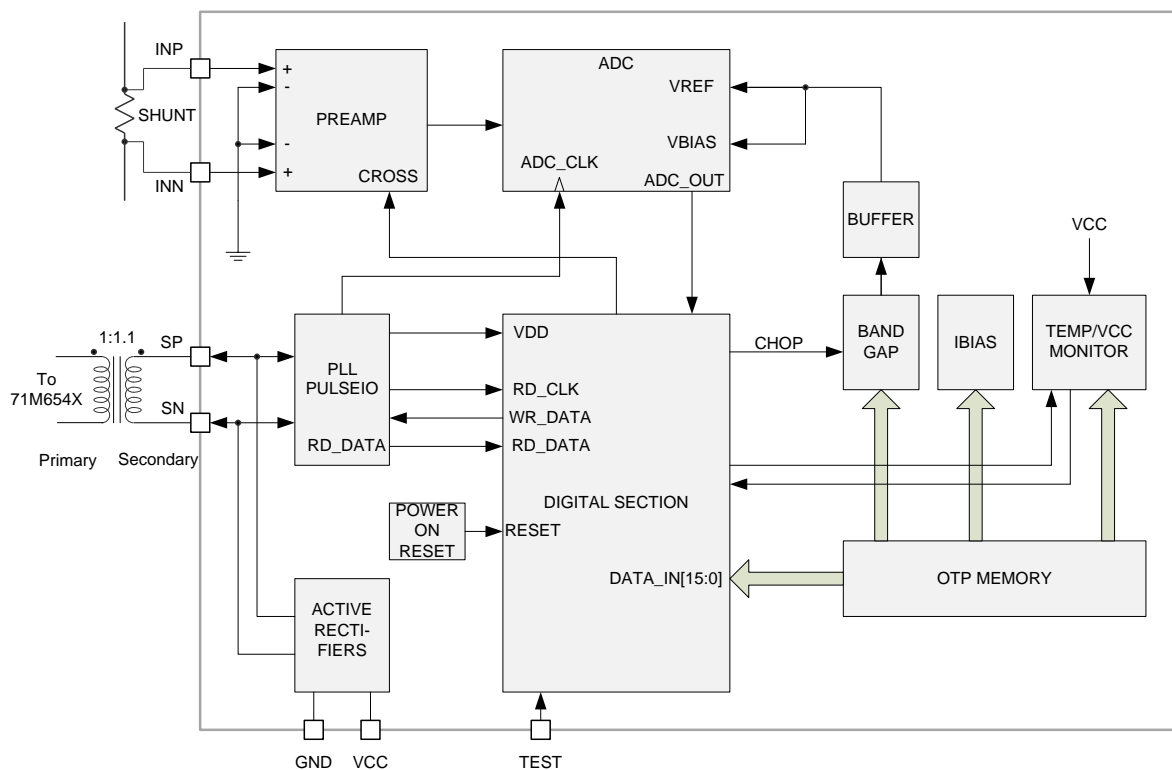 INP
SHUNT
INN
+
-
-
+
PREAMP
CROSS
ADC
VREF
VBIAS
ADC_CLK
ADC_OUT
BUFFER
VCC
1:1.1
SP
SN
To
71M654X
Primary
Secondary
PLL
PULSEIO
RD_DATA
VDD
RD_CLK
WR_DATA
RD_DATA
DIGITAL SECTION
RESET
DATA_IN[15:0]
CHOP
BAND
GAP
IBIAS
TEMP/VCC
MONITOR
POWER
ON
RESET
OTP MEMORY
ACTIVE
RECTI-
FIERS
GND
VCC
TEST